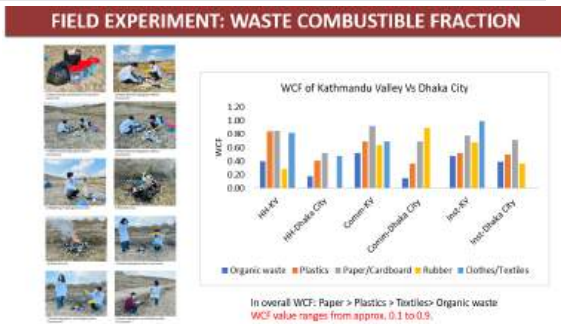 FIELD EXPERIMENT: WASTE COMBUSTIBLE FRACTION
WCF of Kathmandu Valley Vs Dhaka City
WCF
1.20
1.00
0.80
0.60
0.40
0.20
0.00
HH-KV
HH-Dhaka City
Comm-KV
Comm-Dhaka City
Inst-KV
Inst-Dhaka City
Organic waste Plastics Paper/Cardboard Rubber Clothes/Textiles
In overall WCF: Paper > Plastics > Textiles> Organic waste
WCF value ranges from approx. 0.1 to 0.9.